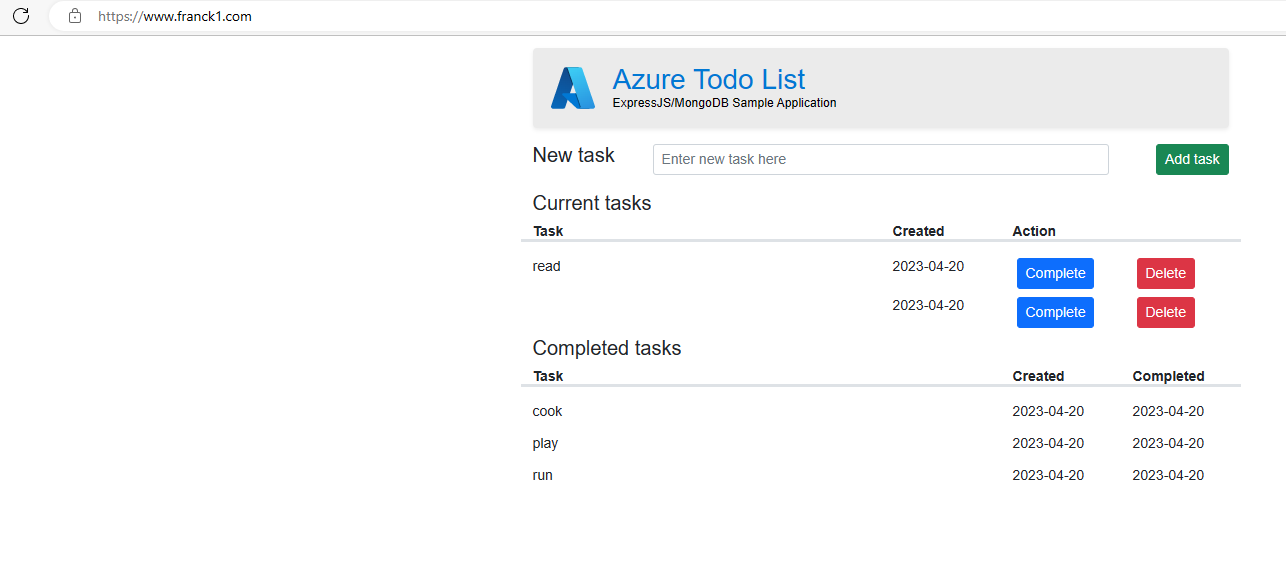 https://www.franck1.com
Azure Todo List
ExpressJS/MongoDB Sample Application
New task Enter new task here Add task
Current tasks
Task Created Action
read 2023-04-20 Complete Delete
2023-04-20 Complete Delete
Completed tasks
Task Created Completed
cook 2023-04-20 2023-04-20
play 2023-04-20 2023-04-20
run 2023-04-20 2023-04-20